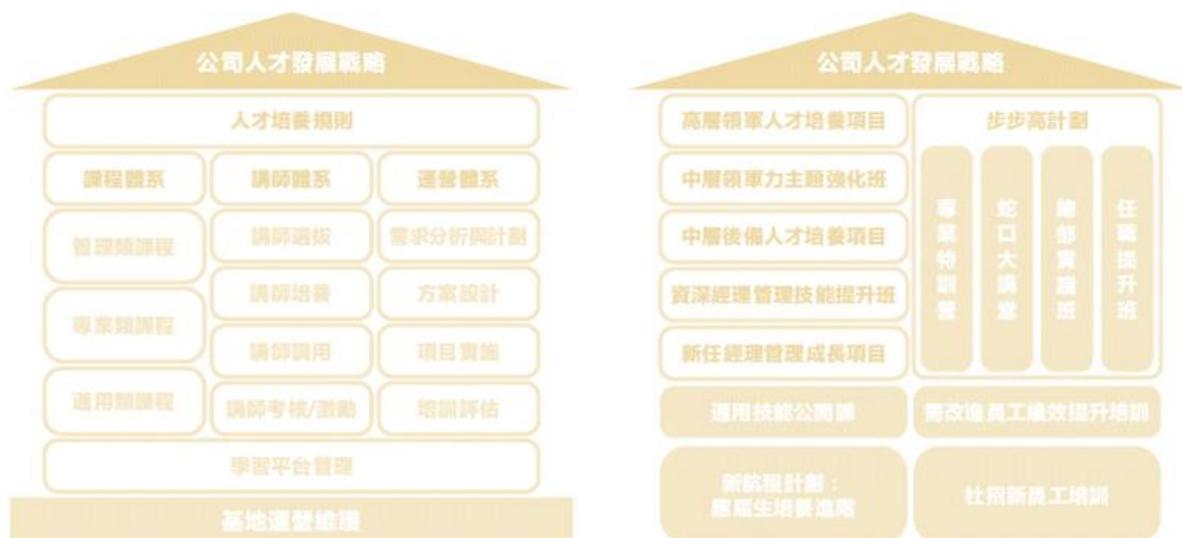 公司人才發展戰略
人才培養規則
課程體系
講師體系
運營體系
管理類課程
專業類課程
通用類課程
講師選拔
講師培養
講師調用
講師考核/激勵
需求分析與計劃
方案設計
項目實施
培訓評估
學習平台管理
基地運營維護
公司人才發展戰略
高層領軍人才培養項目
中層領軍力主題強化班
中層後備人才培養項目
資深經理管理技能提升班
新任經理管理成長項目
步步高計劃
專業特訓營
蛇口大講堂
總部實踐班
任職提升班
通用技能公開課
需改進員工績效提升培訓
新航程計劃：
應屆生培養進階
社招新員工培訓